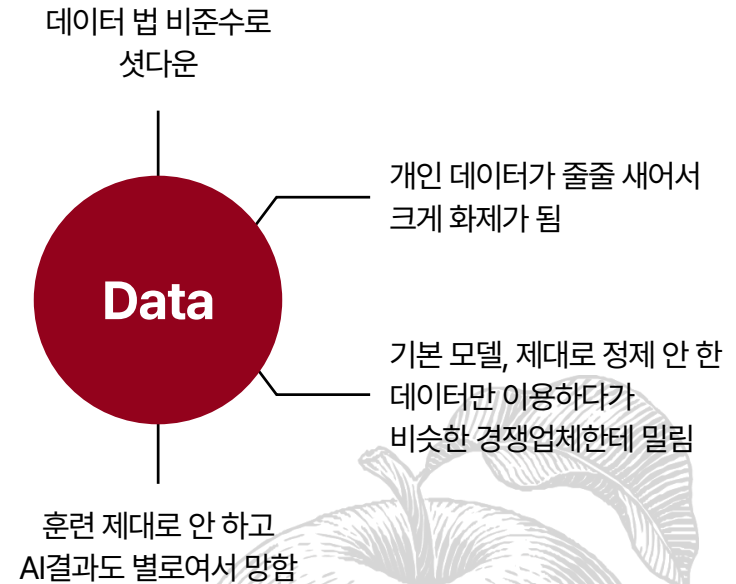 데이터 법 비준수로
셧다운
개인 데이터가 줄줄 새어서
크게 화제가 됨
Data
기본 모델, 제대로 정제 안 한
데이터만 이용하다가
비슷한 경쟁업체한테 밀림
훈련 제대로 안 하고
AI결과도 별로여서 망함